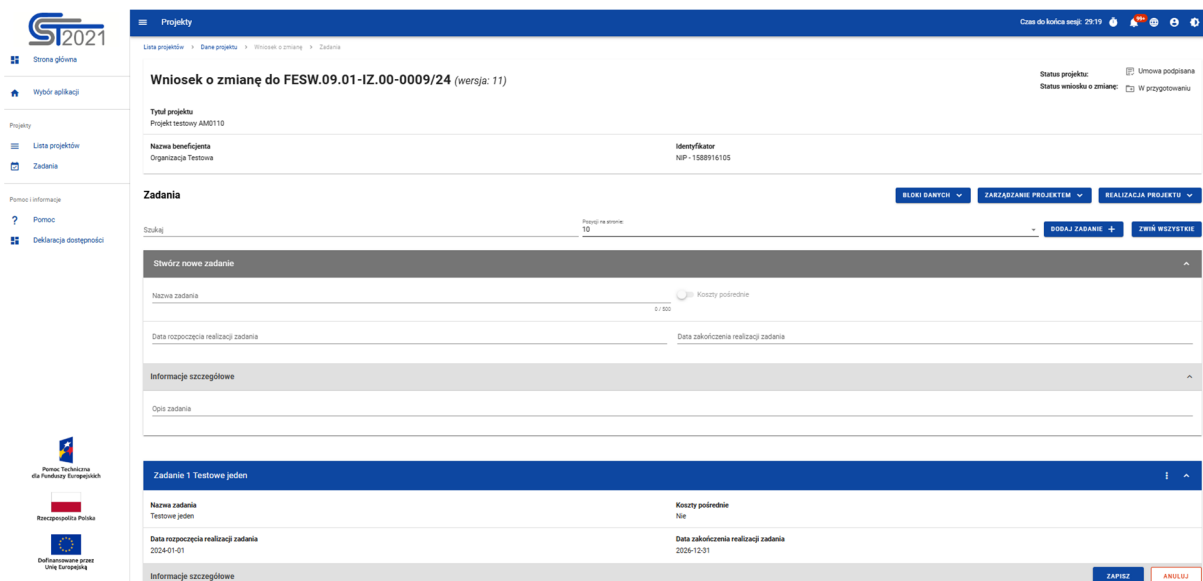 CST2021
Projekty
Czas do końca sesji: 29:19
99+
Strona główna
Wybór aplikacji
Projekty
Lista projektów
Zadania
Pomoc i informacje
Pomoc
Deklaracja dostępności
Pomoc Techniczna
dla Funduszy Europejskich
Rzeczpospolita Polska
Dofinansowane przez
Unię Europejską
Lista projektów > Dane projektu > Wniosek o zmianę > Zadania
Wniosek o zmianę do FESW.09.01-IZ.00-0009/24 (wersja: 11)
Status projektu: Umowa podpisana
Status wniosku o zmianę: W przygotowaniu
Tytuł projektu
Projekt testowy AM0110
Nazwa beneficjenta
Organizacja Testowa
Identyfikator
NIP - 1588916105
Zadania
BLOKI DANYCH
ZARZĄDZANIE PROJEKTEM
REALIZACJA PROJEKTU
Szukaj
Pozycji na stronie:
10
DODAJ ZADANIE +
ZWIŃ WSZYSTKIE
Stwórz nowe zadanie
Nazwa zadania
0 / 500
Koszty pośrednie
Data rozpoczęcia realizacji zadania
Data zakończenia realizacji zadania
Informacje szczegółowe
Opis zadania
Zadanie 1 Testowe jeden
Nazwa zadania
Testowe jeden
Koszty pośrednie
Nie
Data rozpoczęcia realizacji zadania
2024-01-01
Data zakończenia realizacji zadania
2026-12-31
Informacje szczegółowe
ZAPISZ
ANULUJ